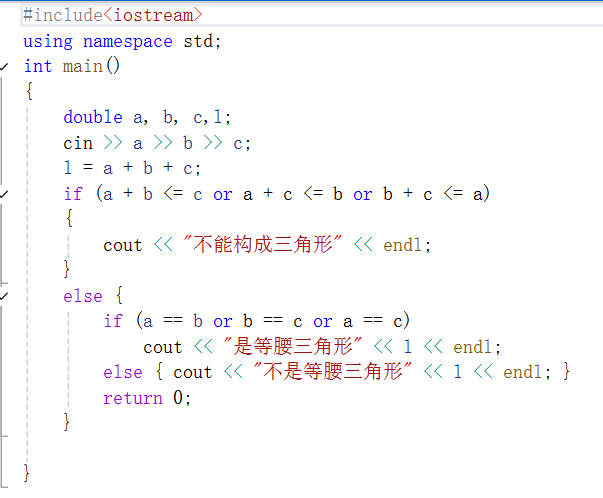 #include<iostream>
using namespace std;
int main()
{
double a, b, c,l;
cin >> a >> b >> c;
l = a + b + c;
if (a + b <= c or a + c <= b or b + c <= a)
{
cout << "不能构成三角形" << endl;
}
else {
if (a == b or b == c or a == c)
cout << "是等腰三角形" << l << endl;
else { cout << "不是等腰三角形" << l << endl; }
return 0;
}
}